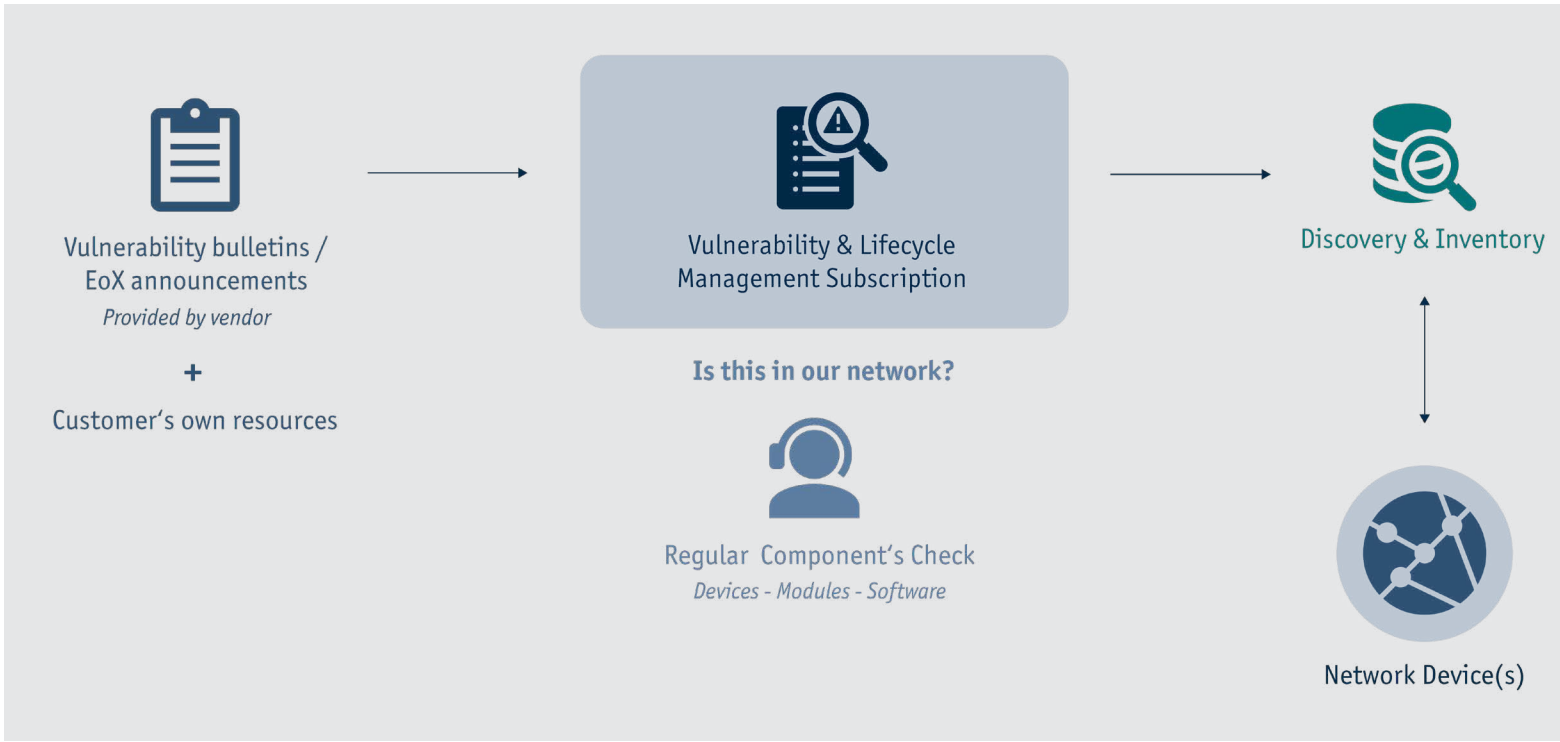 Vulnerability bulletins /
EoX announcements
Provided by vendor
+
Customer‘s own resources
Vulnerability & Lifecycle
Management Subscription
Is this in our network?
Regular Component‘s Check
Devices - Modules - Software
Discovery & Inventory
Network Device(s)